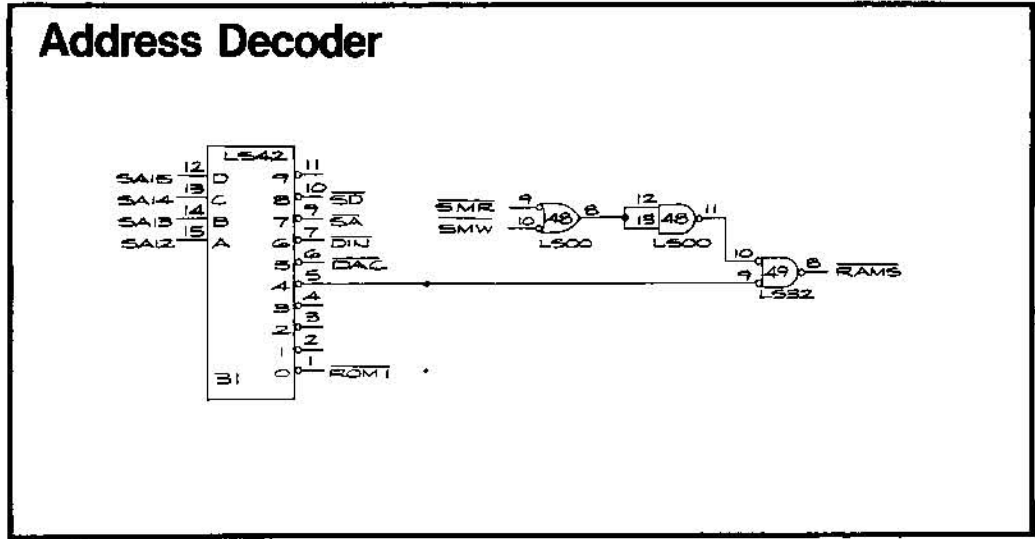 Address Decoder
LS42
SA15 12 D 9 11
SA14 13 C 8 10 SD
SA13 14 B 7 9 SA
SA12 15 A 6 7 DIN
5 6 DAC
4 5
3 4
2 3
1 2
31 0 1 ROM1
SMR 9
SMW 10
48 8
LS00
12
13 48 11
LS00
10
9 49 8 RAMS
LS32